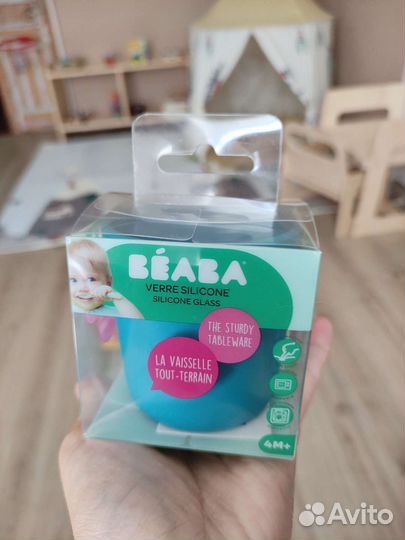 BÉABA
VERRE SILICONE
SILICONE GLASS
THE STURDY
TABLEWARE
LA VAISSELLE
TOUT-TERRAIN
4M+
Avito